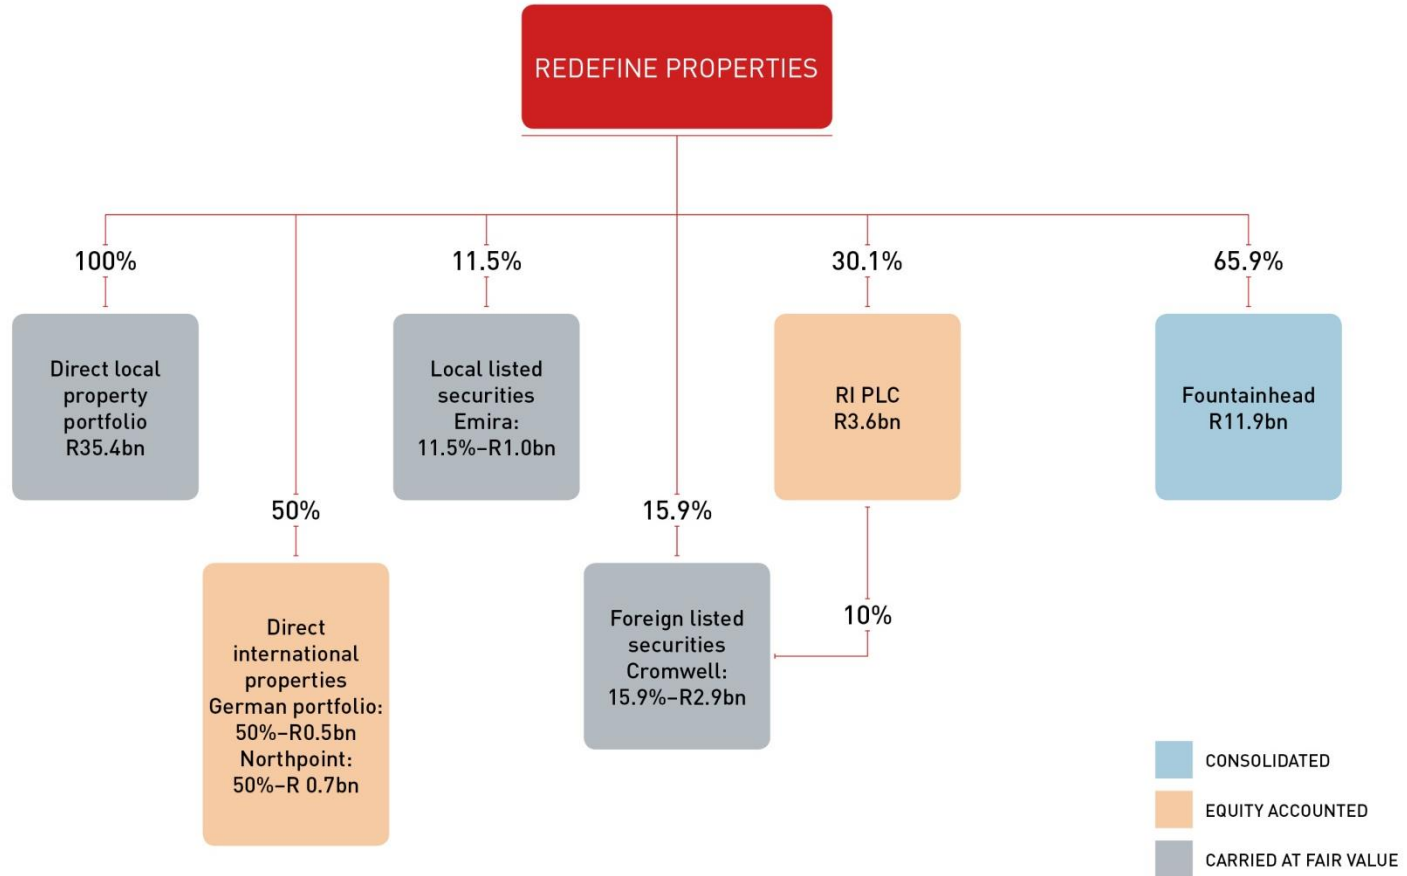 REDEFINE PROPERTIES
100%
11.5%
30.1%
65.9%
Direct local
property
portfolio
R35.4bn
Local listed
securities
Emira:
11.5%–R1.0bn
RI PLC
R3.6bn
Fountainhead
R11.9bn
50%
15.9%
10%
Direct
international
properties
German portfolio:
50%–R0.5bn
Northpoint:
50%–R 0.7bn
Foreign listed
securities
Cromwell:
15.9%–R2.9bn
CONSOLIDATED
EQUITY ACCOUNTED
CARRIED AT FAIR VALUE